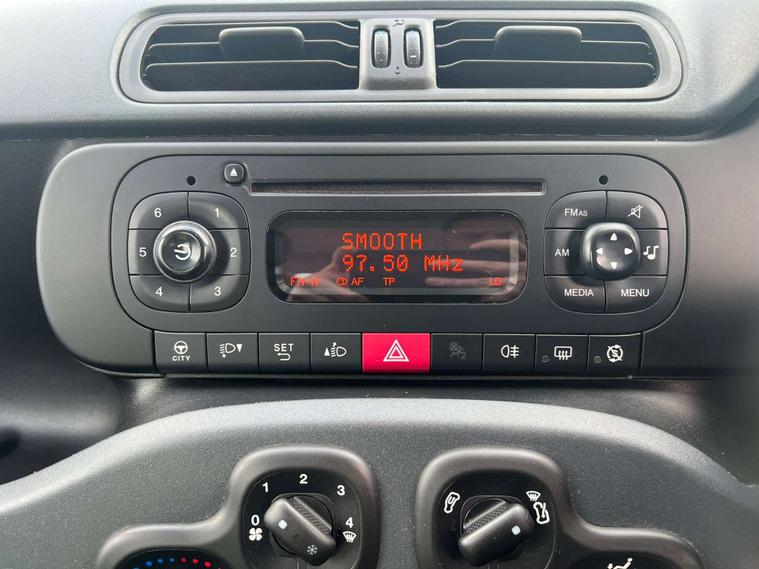 6 1
5 2
4 3
SMOOTH
97.50 MHz
AF TP LO
FMAS
AM
MEDIA MENU
CITY
SET
0 1 2 3 4